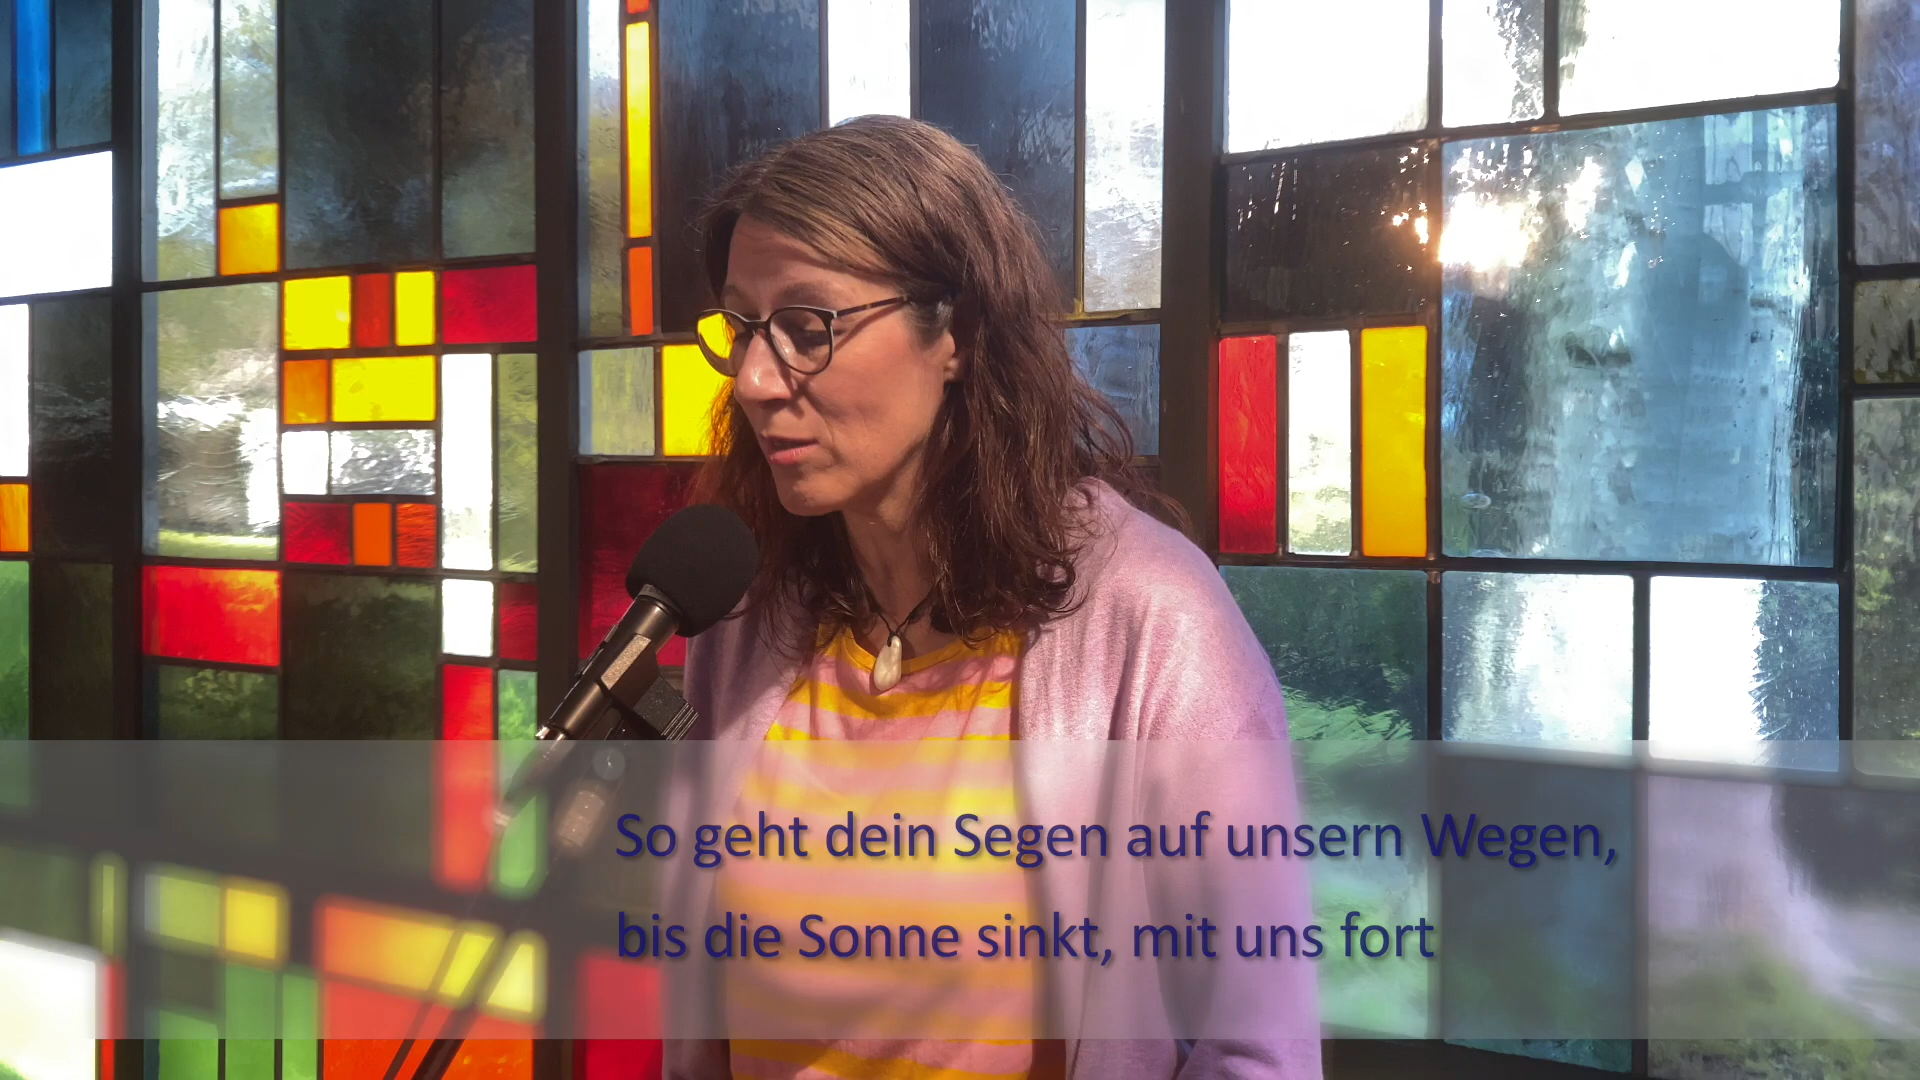 So geht dein Segen auf unsern Wegen,
bis die Sonne sinkt, mit uns fort